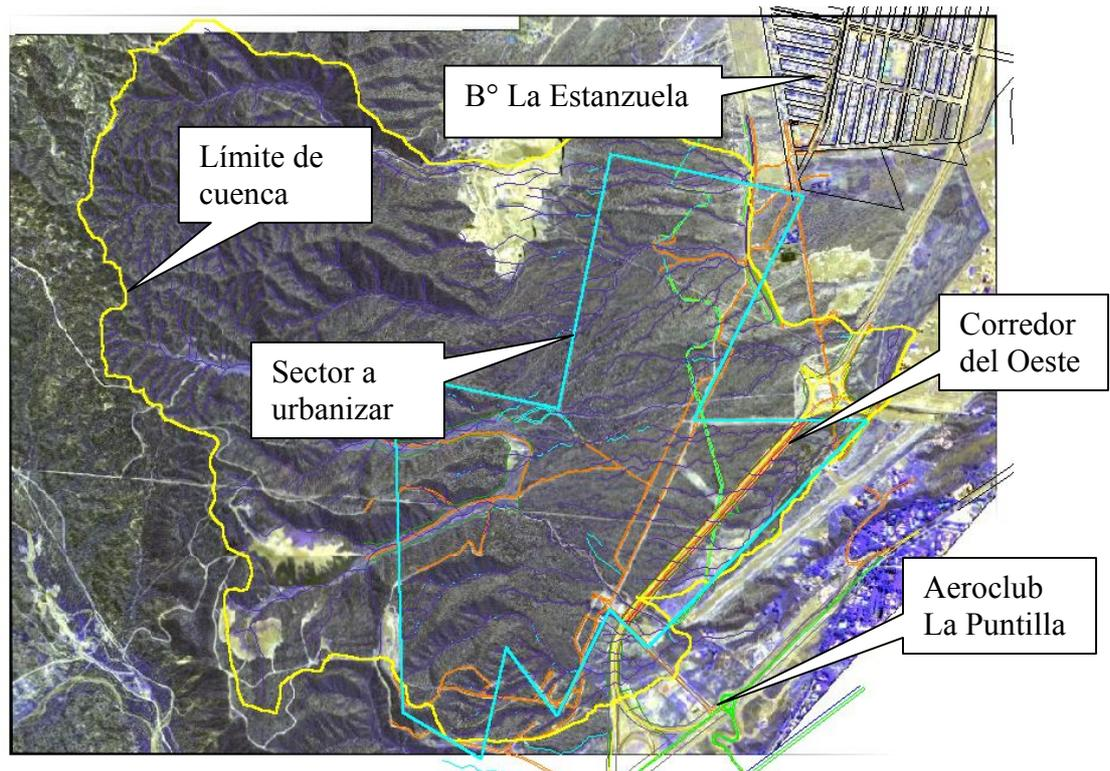 B° La Estanzuela
Límite de
cuenca
Corredor
del Oeste
Sector a
urbanizar
Aeroclub
La Puntilla